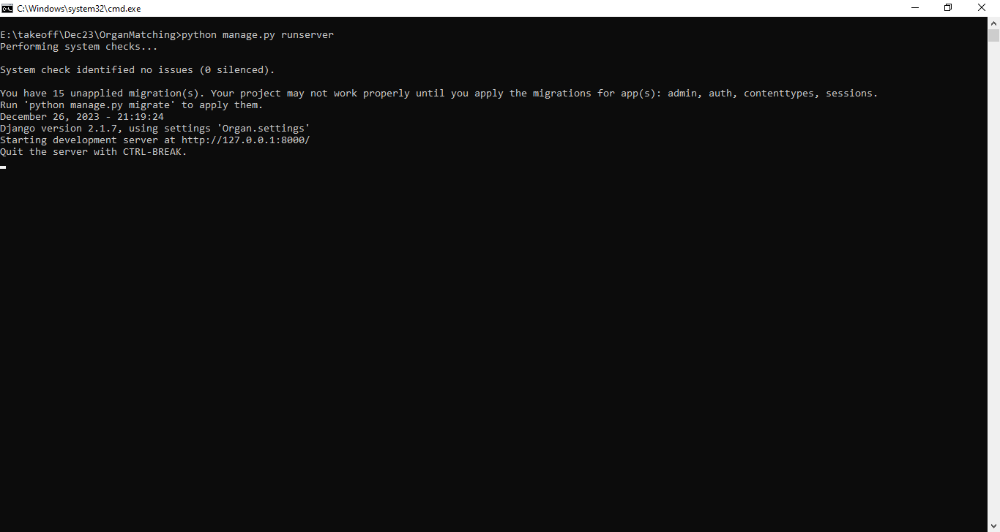 C:\Windows\system32\cmd.exe
E:\takeoff\Dec23\OrganMatching>python manage.py runserver
Performing system checks...
System check identified no issues (0 silenced).
You have 15 unapplied migration(s). Your project may not work properly until you apply the migrations for app(s): admin, auth, contenttypes, sessions.
Run 'python manage.py migrate' to apply them.
December 26, 2023 - 21:19:24
Django version 2.1.7, using settings 'Organ.settings'
Starting development server at http://127.0.0.1:8000/
Quit the server with CTRL-BREAK.